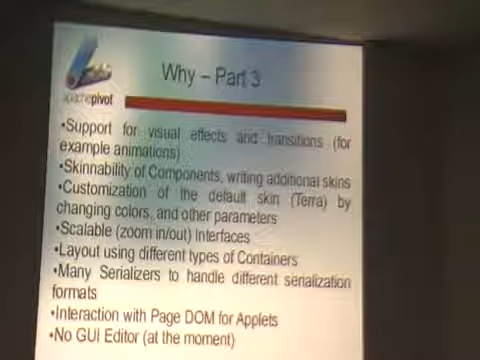 Why – Part 3
apachepivot
•Support for visual effects and transitions (for
example animations)
•Skinnability of Components, writing additional skins
•Customization of the default skin (Terra) by
changing colors, and other parameters
•Scalable (zoom in/out) Interfaces
•Layout using different types of Containers
•Many Serializers to handle different serialization
formats
•Interaction with Page DOM for Applets
•No GUI Editor (at the moment)